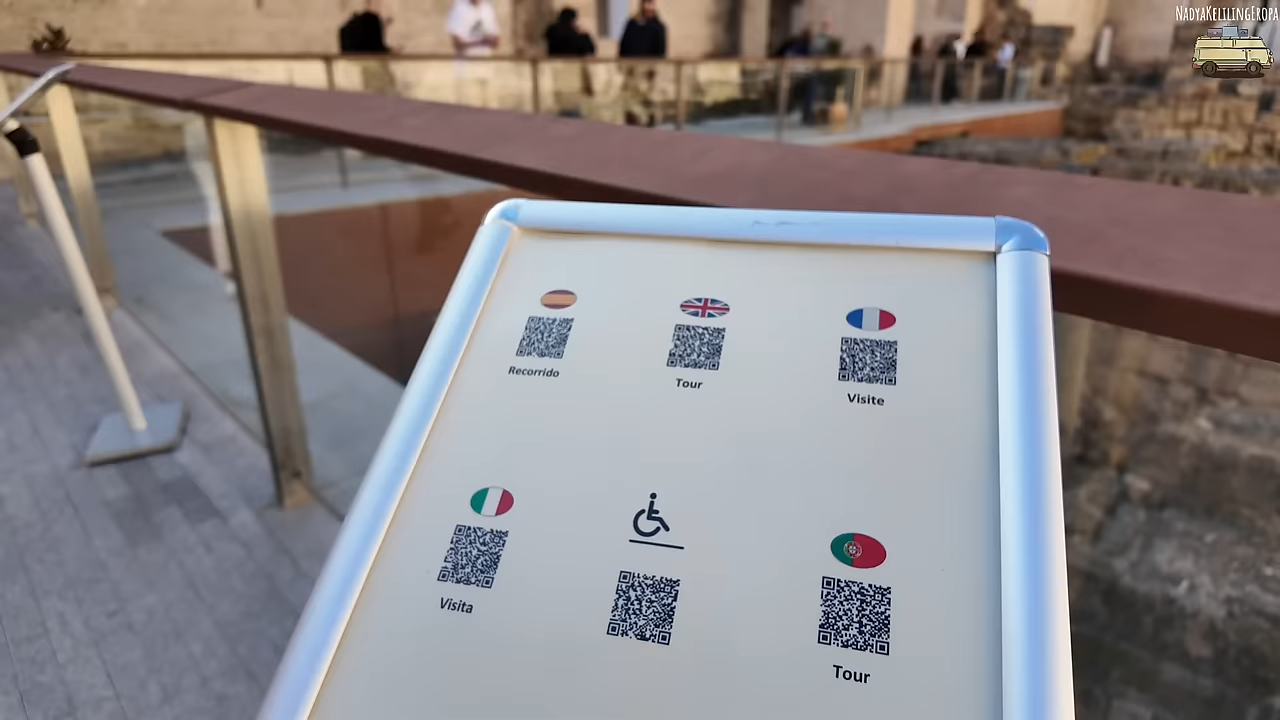 NadyaKelilingEropa
Recorrido
Tour
Visite
Visita
Tour